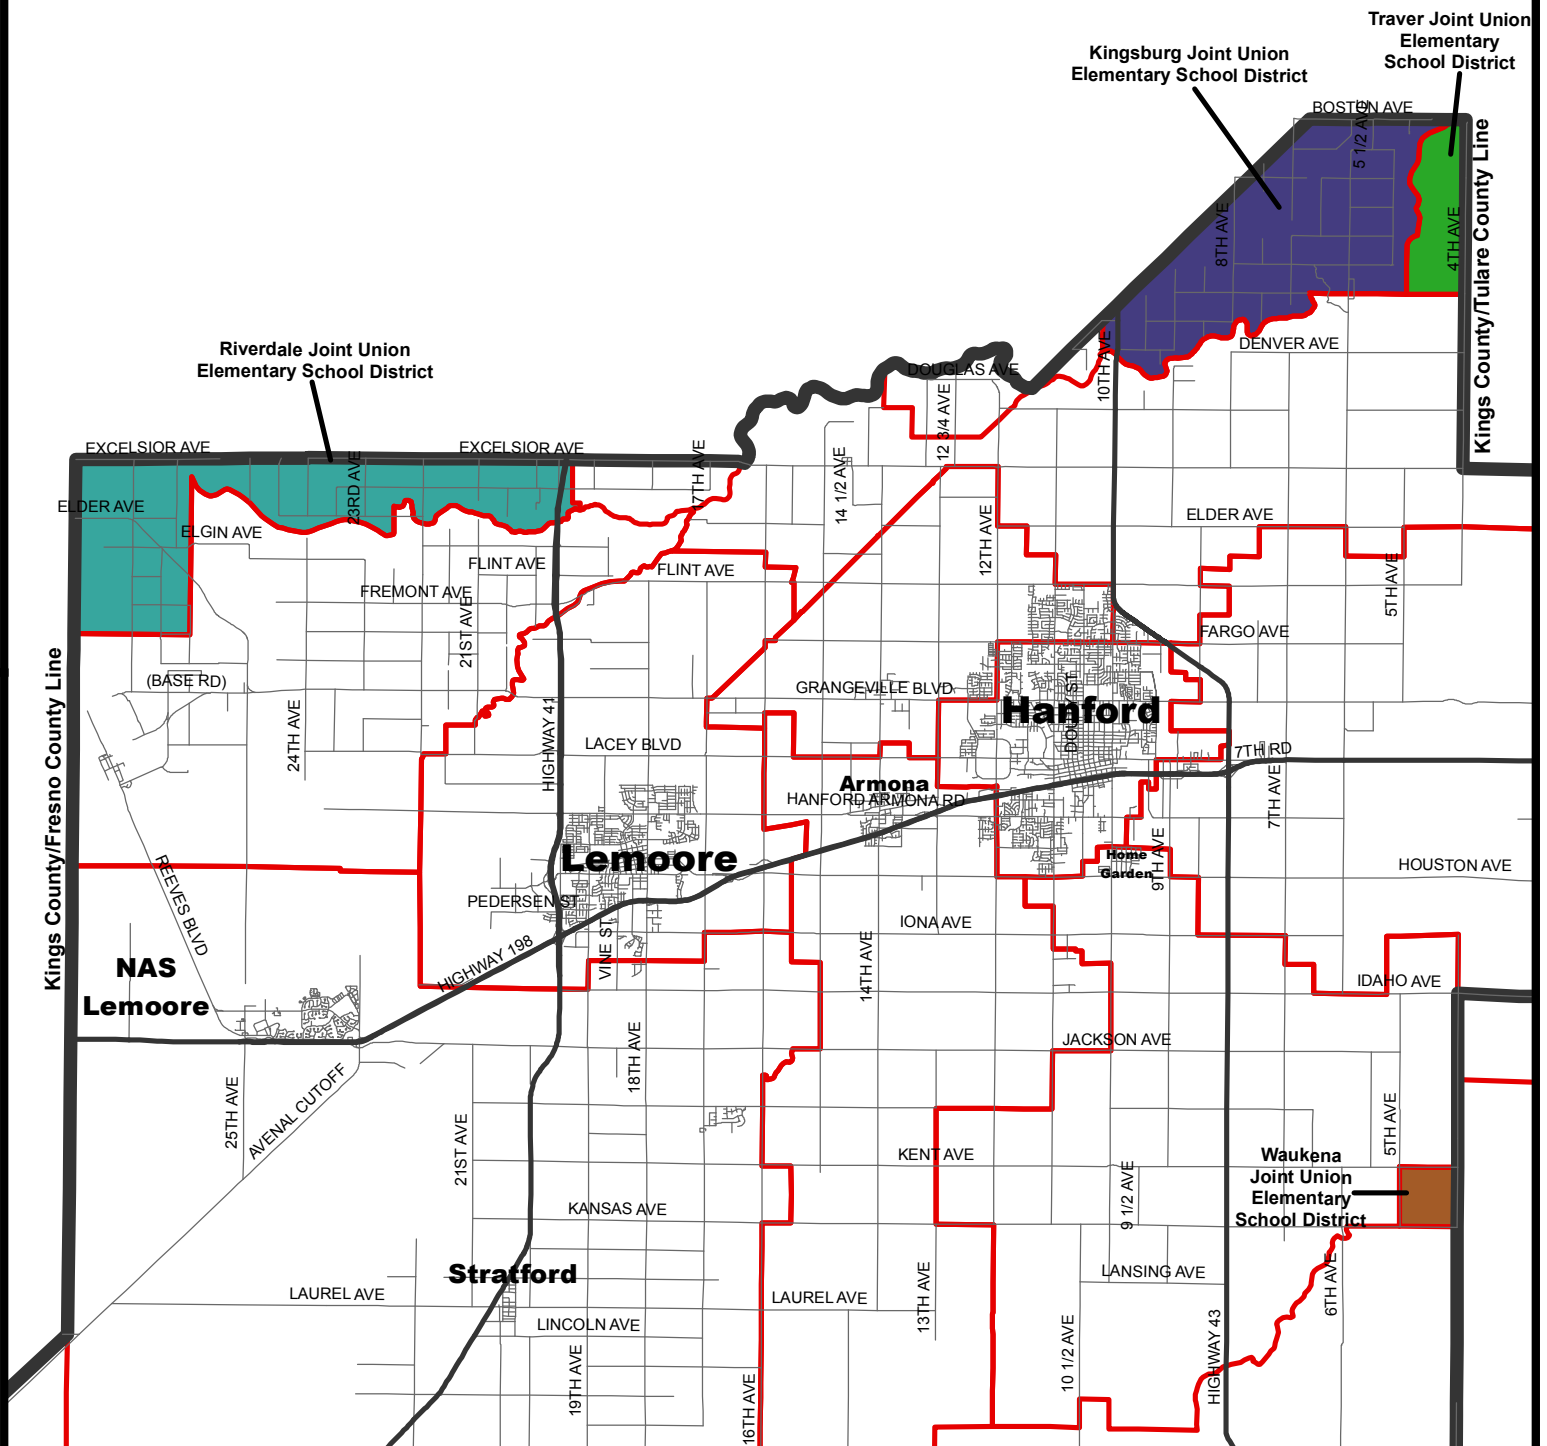 Traver Joint Union
Elementary
School District
Kingsburg Joint Union
Elementary School District
BOSTON AVE
5 1/2 AVE
Kings County/Tulare County Line
8TH AVE
4TH AVE
DENVER AVE
10TH AVE
Riverdale Joint Union
Elementary School District
DOUGLAS AVE
12 3/4 AVE
EXCELSIOR AVE
EXCELSIOR AVE
17TH AVE
14 1/2 AVE
23RD AVE
ELDER AVE
ELGIN AVE
ELDER AVE
12TH AVE
FLINT AVE
FLINT AVE
FREMONT AVE
5TH AVE
21ST AVE
FARGO AVE
Kings County/Fresno County Line
(BASE RD)
GRANGEVILLE BLVD
DOUTY ST
Hanford
24TH AVE
HIGHWAY 41
LACEY BLVD
7TH RD
Armona
HANFORD ARMONA RD
7TH AVE
Lemoore
Home
Garden
9TH AVE
HOUSTON AVE
REEVES BLVD
PEDERSEN ST
IONA AVE
VINE ST
HIGHWAY 198
NAS
Lemoore
14TH AVE
IDAHO AVE
18TH AVE
JACKSON AVE
25TH AVE
AVENAL CUTOFF
21ST AVE
5TH AVE
KENT AVE
Waukena
Joint Union
Elementary
School District
9 1/2 AVE
KANSAS AVE
Stratford
LANSING AVE
6TH AVE
LAUREL AVE
LAUREL AVE
13TH AVE
LINCOLN AVE
10 1/2 AVE
HIGHWAY 43
19TH AVE
16TH AVE